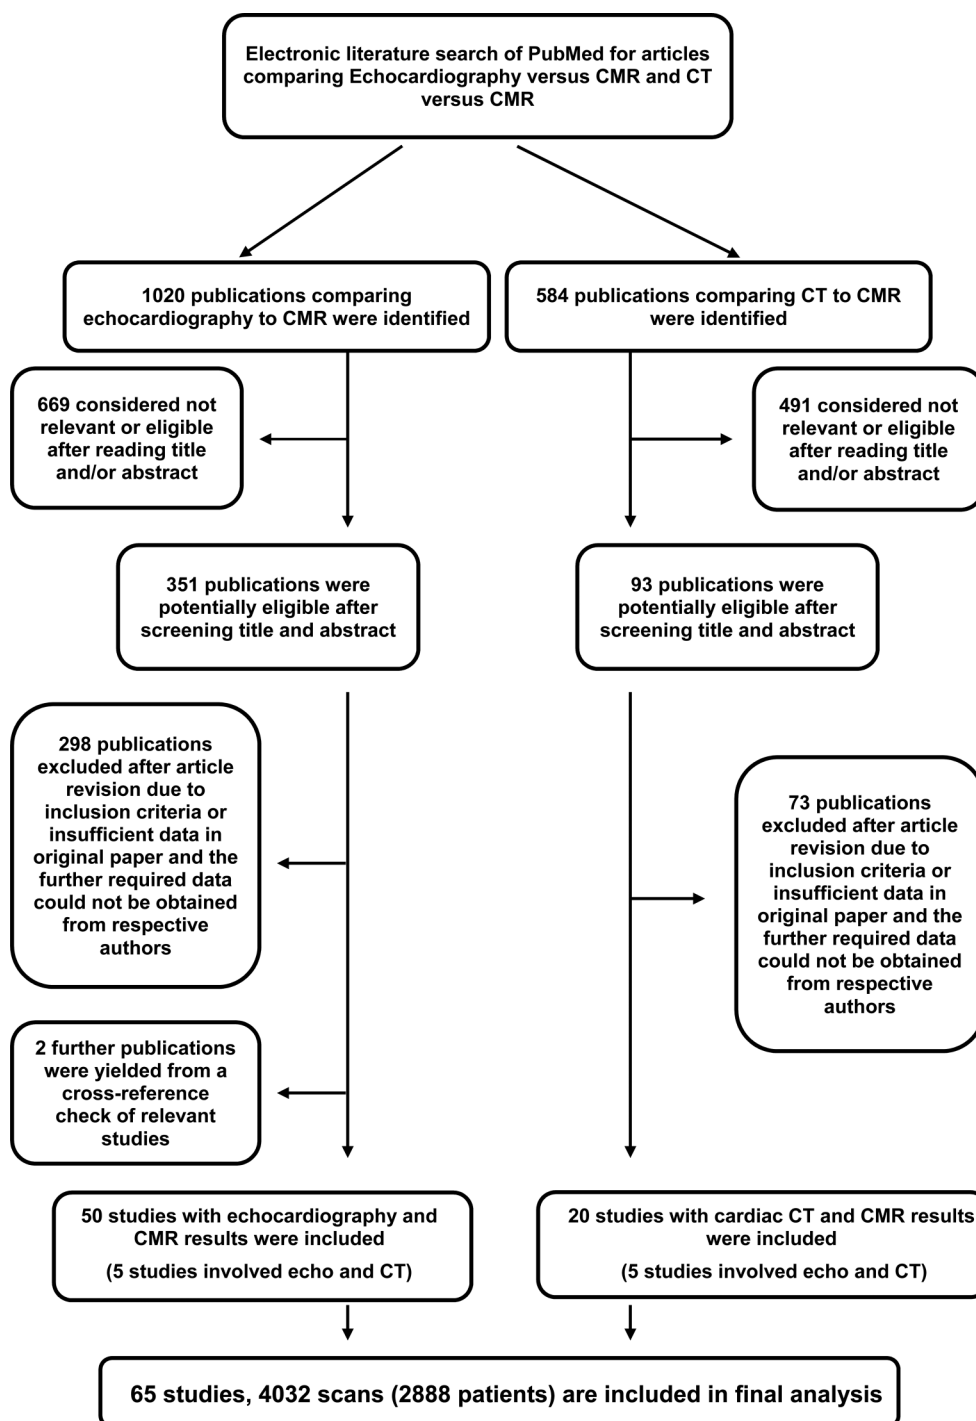 Electronic literature search of PubMed for articles
comparing Echocardiography versus CMR and CT
versus CMR
1020 publications comparing
echocardiography to CMR were identified
584 publications comparing CT to CMR
were identified
669 considered not
relevant or eligible
after reading title
and/or abstract
491 considered not
relevant or eligible
after reading title
and/or abstract
351 publications were
potentially eligible after
screening title and abstract
93 publications were
potentially eligible after
screening title and abstract
298 publications
excluded after article
revision due to
inclusion criteria or
insufficient data in
original paper and the
further required data
could not be obtained
from respective
authors
73 publications
excluded after article
revision due to
inclusion criteria or
insufficient data in
original paper and the
further required data
could not be obtained
from respective
authors
2 further publications
were yielded from a
cross-reference
check of relevant
studies
50 studies with echocardiography and
CMR results were included
(5 studies involved echo and CT)
20 studies with cardiac CT and CMR results
were included
(5 studies involved echo and CT)
65 studies, 4032 scans (2888 patients) are included in final analysis